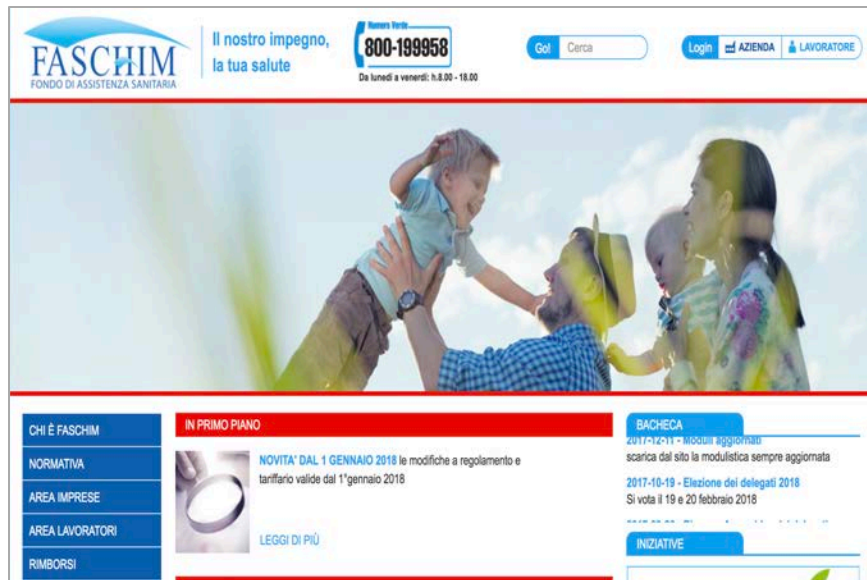 FASCHIM
FONDO DI ASSISTENZA SANITARIA
Il nostro impegno,
la tua salute
Numero Verde
800-199958
Da lunedì a venerdì: h.8.00 - 18.00
Go! Cerca
Login AZIENDA LAVORATORE
CHI È FASCHIM
NORMATIVA
AREA IMPRESE
AREA LAVORATORI
RIMBORSI
IN PRIMO PIANO
NOVITA' DAL 1 GENNAIO 2018 le modifiche a regolamento e
tariffario valide dal 1°gennaio 2018
LEGGI DI PIÙ
BACHECA
2017-12-11 - Moduli aggiornati
scarica dal sito la modulistica sempre aggiornata
2017-10-19 - Elezione dei delegati 2018
Si vota il 19 e 20 febbraio 2018
INIZIATIVE